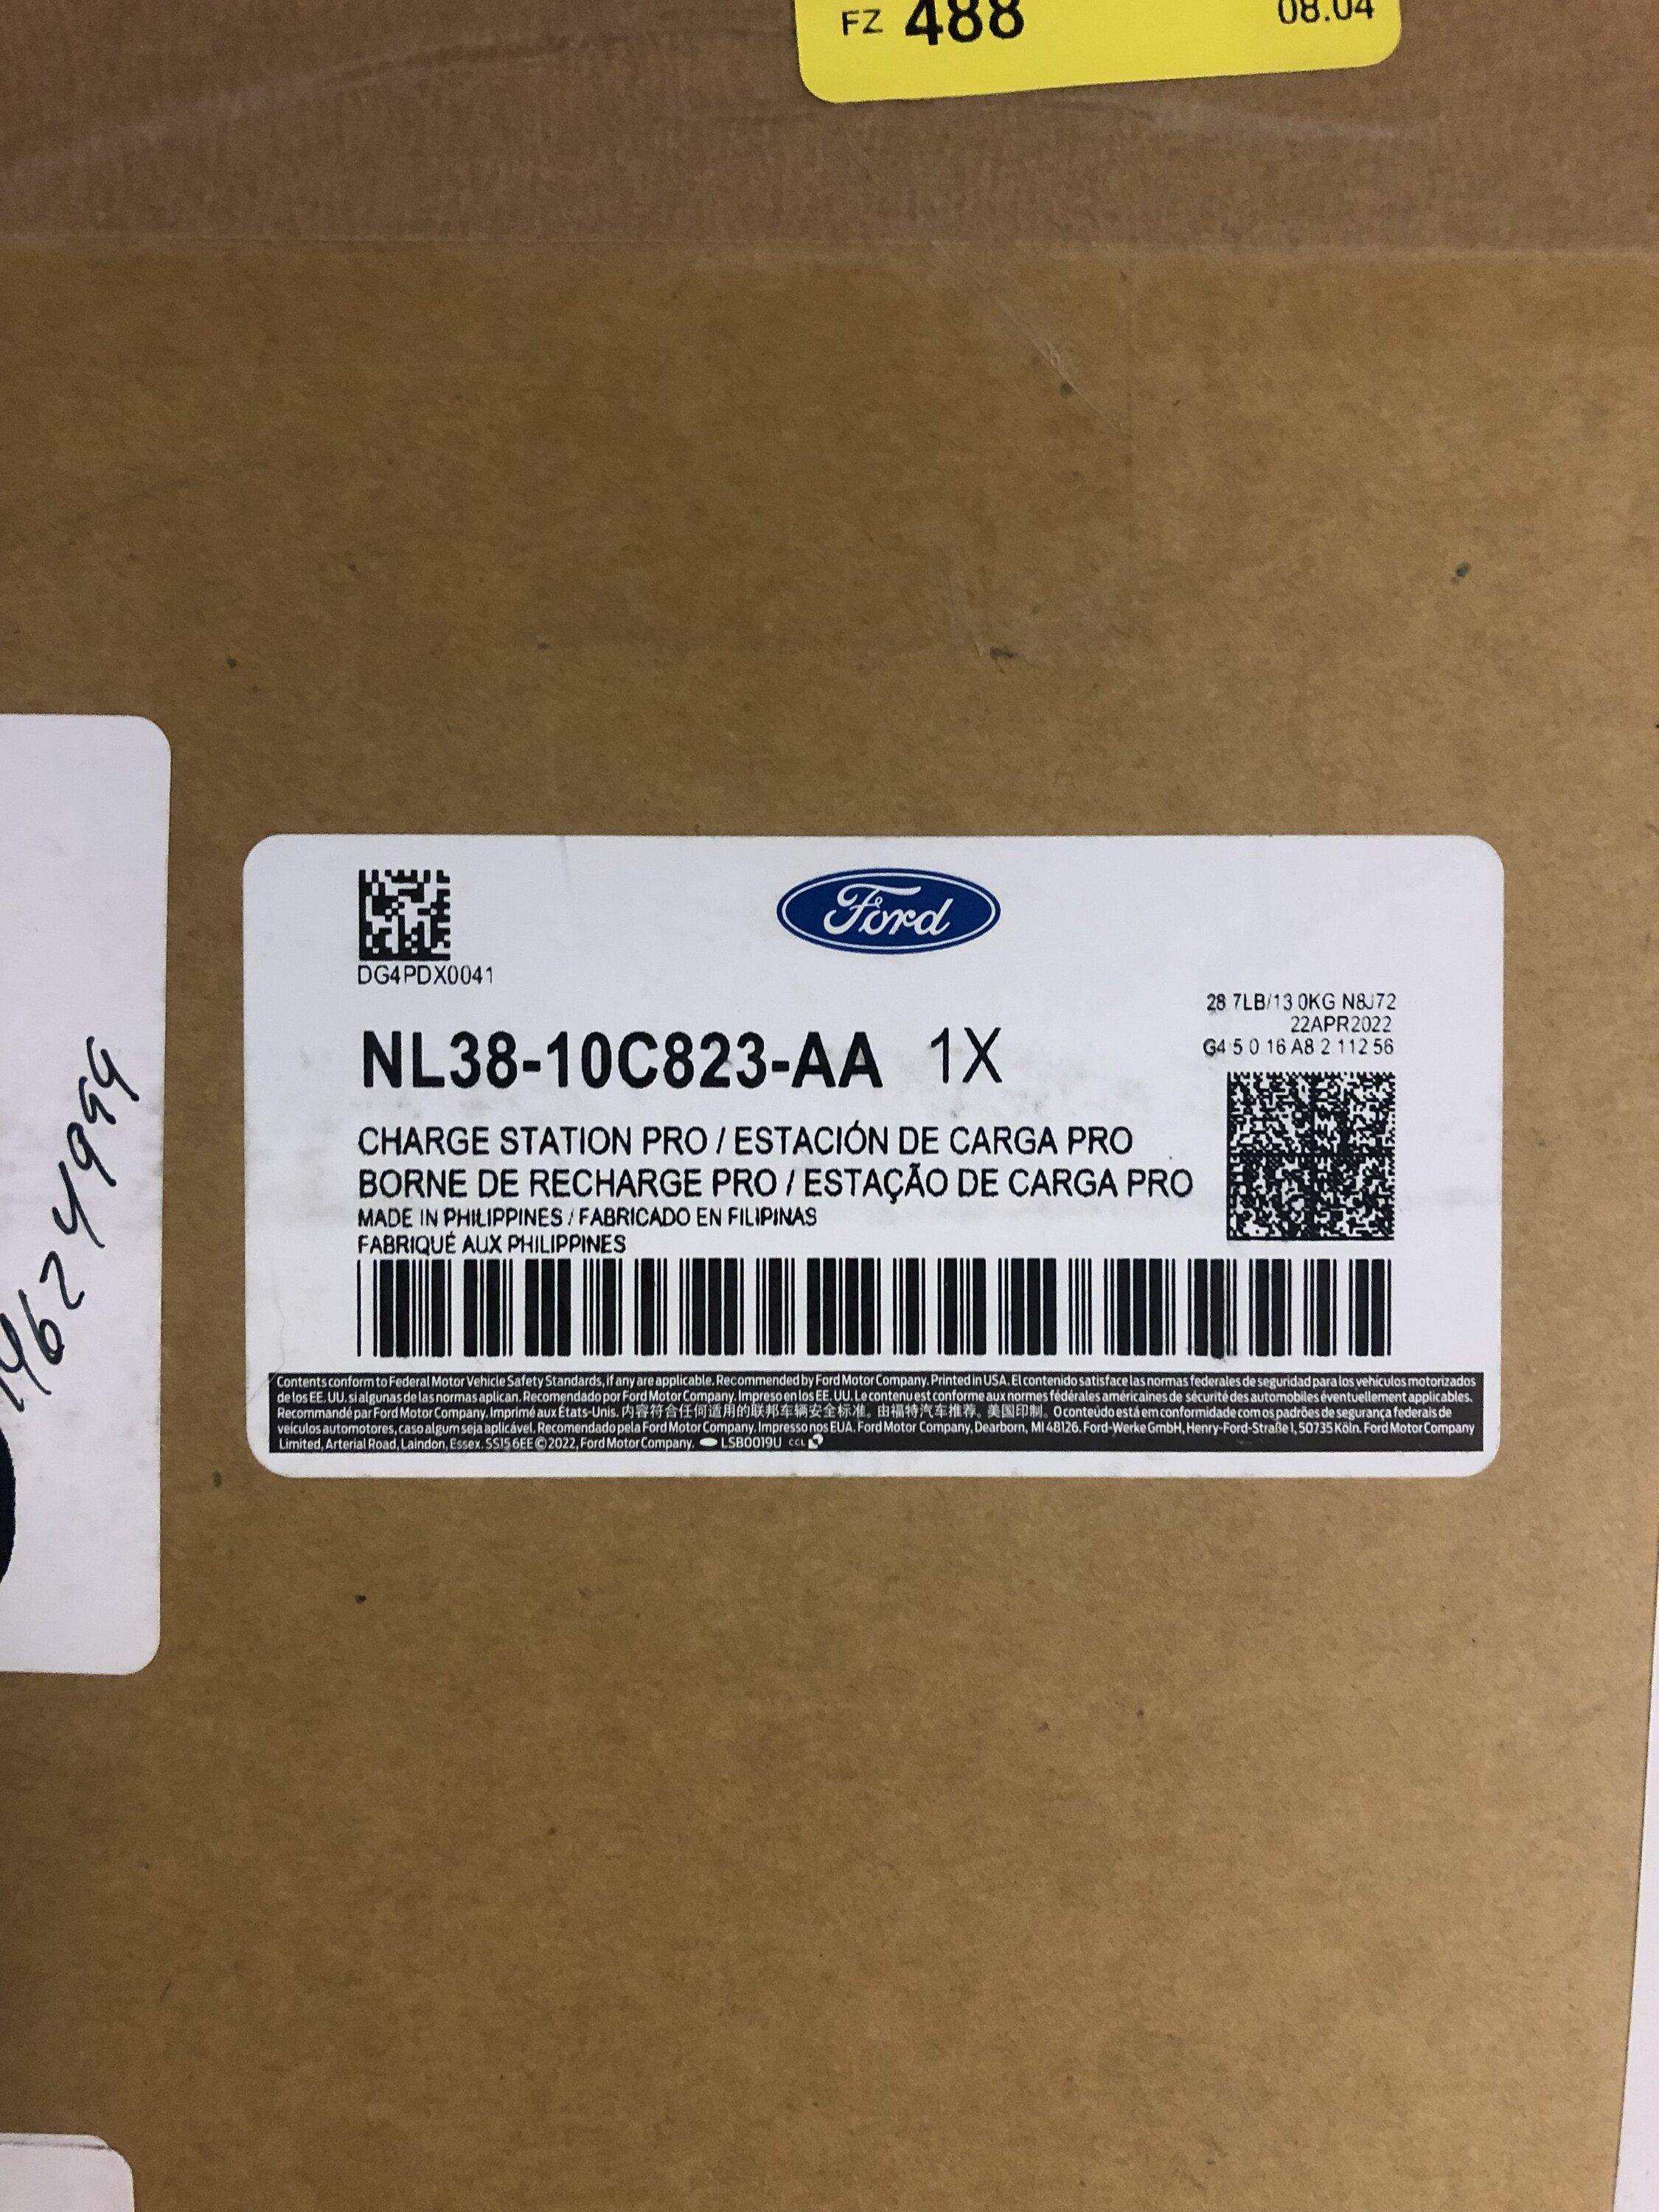 FZ 488 08.04
Ford
DG4PDX0041
28 7LB/13 0KG N8J72
22APR2022
G4 5 0 16 A8 2 112 56
NL38-10C823-AA 1X
CHARGE STATION PRO / ESTACIÓN DE CARGA PRO
BORNE DE RECHARGE PRO / ESTAÇÃO DE CARGA PRO
MADE IN PHILIPPINES / FABRICADO EN FILIPINAS
FABRIQUÉ AUX PHILIPPINES
Contents conform to Federal Motor Vehicle Safety Standards, if any are applicable. Recommended by Ford Motor Company. Printed in USA. El contenido satisface las normas federales de seguridad para los vehículos motorizados
de los EE. UU. si algunas de las normas aplican. Recomendado por Ford Motor Company. Impreso en los EE. UU. Le contenu est conforme aux normes fédérales américaines de sécurité des automobiles éventuellement applicables.
Recommandé par Ford Motor Company. Imprimé aux États-Unis. 内容符合任何适用的联邦车辆安全标准。由福特汽车推荐。美国印制。O conteúdo está em conformidade com os padrões de segurança federais de
veículos automotores, caso algum seja aplicável. Recomendado pela Ford Motor Company. Impresso nos EUA. Ford Motor Company, Dearborn, MI 48126. Ford-Werke GmbH, Henry-Ford-Straße 1, 50735 Köln. Ford Motor Company
Limited, Arterial Road, Laindon, Essex. SS15 6EE © 2022, Ford Motor Company. LSB0019U CCL